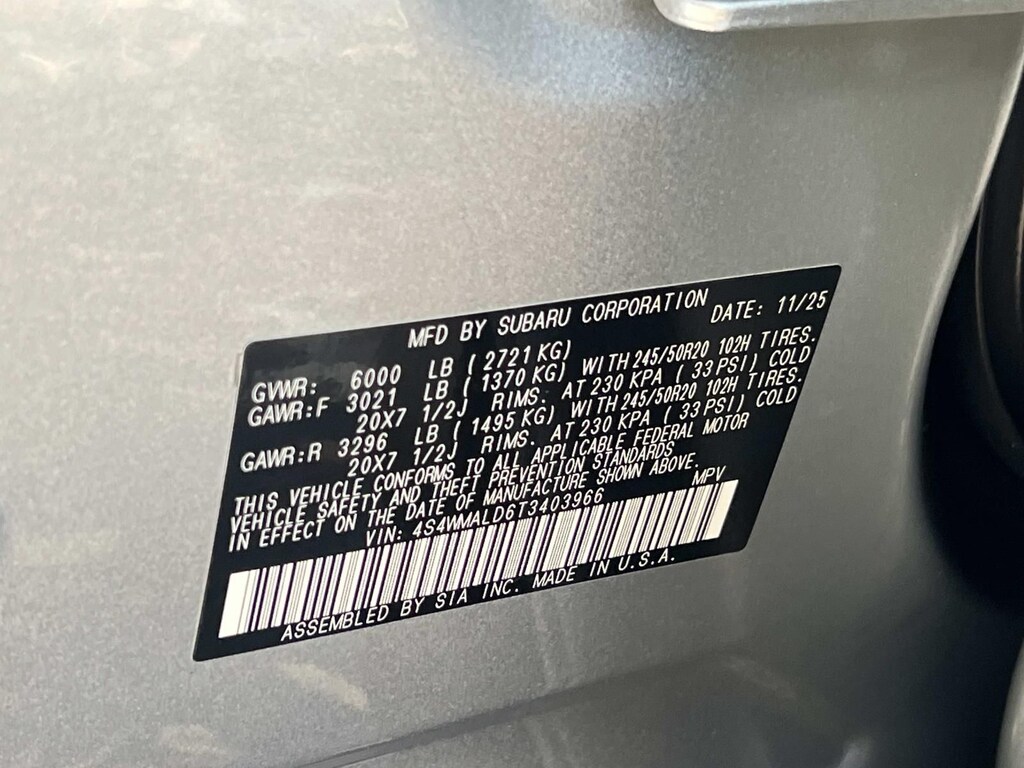 MFD BY SUBARU CORPORATION DATE: 11/25
GVWR: 6000 LB ( 2721 KG)
GAWR:F 3021 LB ( 1370 KG) WITH 245/50R20 102H TIRES.
20X7 1/2J RIMS. AT 230 KPA ( 33 PSI) COLD
GAWR:R 3296 LB ( 1495 KG) WITH 245/50R20 102H TIRES.
20X7 1/2J RIMS. AT 230 KPA ( 33 PSI) COLD
THIS VEHICLE CONFORMS TO ALL APPLICABLE FEDERAL MOTOR
VEHICLE SAFETY AND THEFT PREVENTION STANDARDS
IN EFFECT ON THE DATE OF MANUFACTURE SHOWN ABOVE.
VIN: 4S4WMALD6T3403966 MPV
ASSEMBLED BY SIA INC. MADE IN U.S.A.